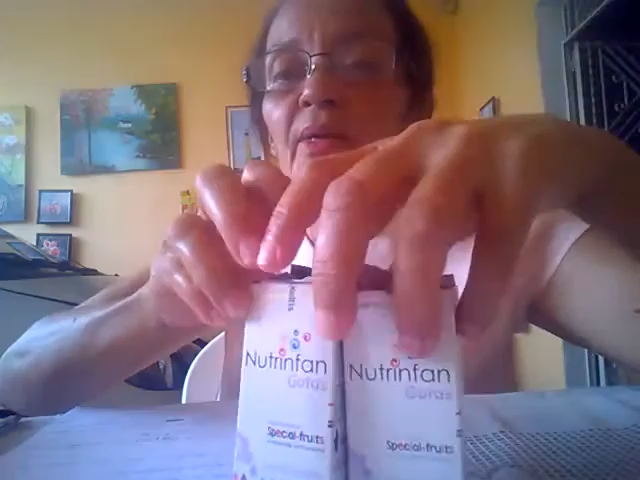 Nutrinfan
Gotas
Special-fruits
Nutrinfan
Gotas
Special-fruits